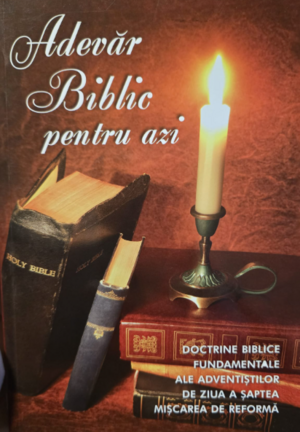 Adevăr
Biblic
pentru azi
HOLY BIBLE
DOCTRINE BIBLICE
FUNDAMENTALE
ALE ADVENTIȘTILOR
DE ZIUA A ȘAPTEA
MIȘCAREA DE REFORMĂ